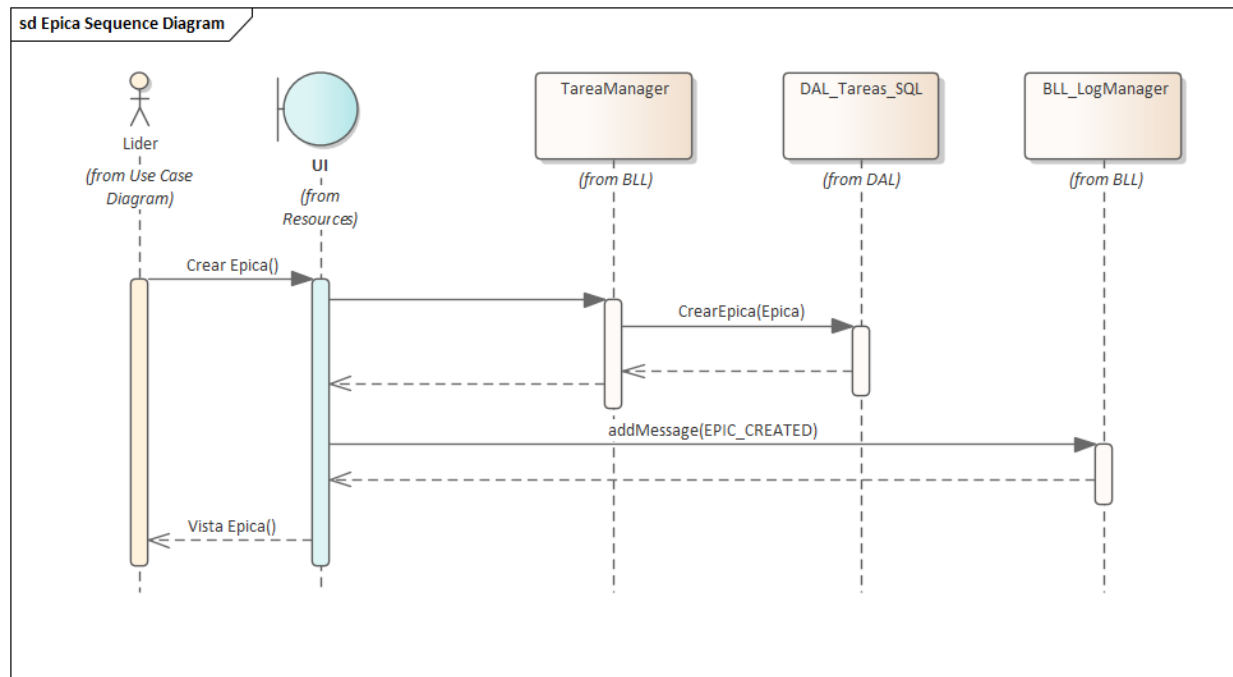 sd Epica Sequence Diagram
Lider
(from Use Case
Diagram)
UI
(from
Resources)
TareaManager
(from BLL)
DAL_Tareas_SQL
(from DAL)
BLL_LogManager
(from BLL)
Crear Epica()
CrearEpica(Epica)
addMessage(EPIC_CREATED)
Vista Epica()